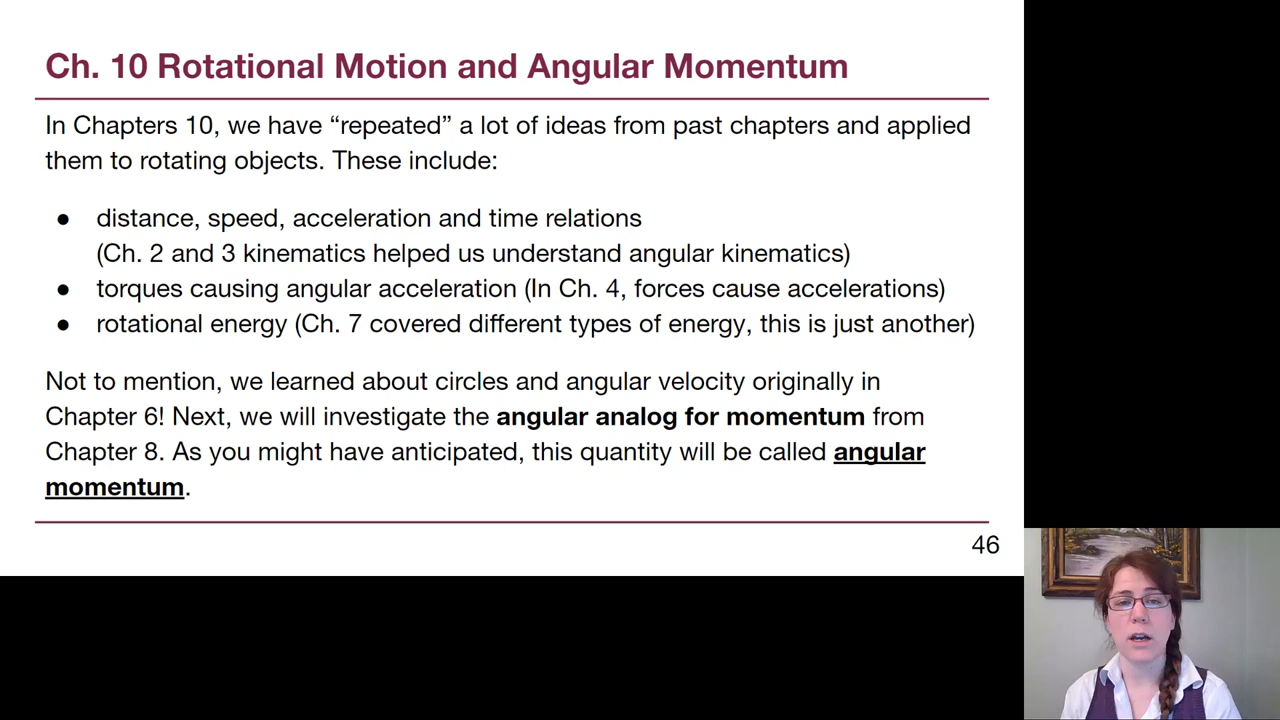 Ch. 10 Rotational Motion and Angular Momentum
In Chapters 10, we have “repeated” a lot of ideas from past chapters and applied
them to rotating objects. These include:
● distance, speed, acceleration and time relations
(Ch. 2 and 3 kinematics helped us understand angular kinematics)
● torques causing angular acceleration (In Ch. 4, forces cause accelerations)
● rotational energy (Ch. 7 covered different types of energy, this is just another)
Not to mention, we learned about circles and angular velocity originally in
Chapter 6! Next, we will investigate the angular analog for momentum from
Chapter 8. As you might have anticipated, this quantity will be called angular
momentum.
46